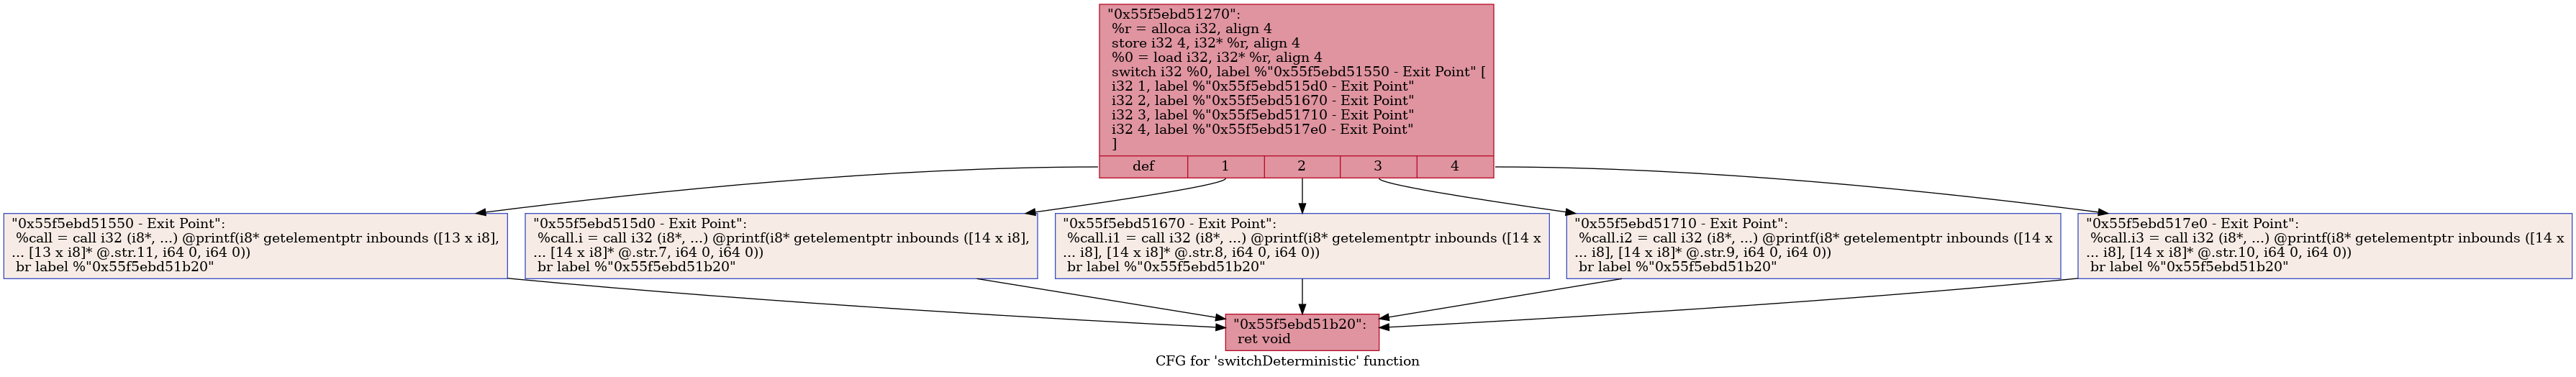 "0x55f5ebd51270":
%r = alloca i32, align 4
store i32 4, i32* %r, align 4
%0 = load i32, i32* %r, align 4
switch i32 %0, label %"0x55f5ebd51550 - Exit Point" [
i32 1, label %"0x55f5ebd515d0 - Exit Point"
i32 2, label %"0x55f5ebd51670 - Exit Point"
i32 3, label %"0x55f5ebd51710 - Exit Point"
i32 4, label %"0x55f5ebd517e0 - Exit Point"
]
def 1 2 3 4
"0x55f5ebd51550 - Exit Point":
%call = call i32 (i8*, ...) @printf(i8* getelementptr inbounds ([13 x i8],
... [13 x i8]* @.str.11, i64 0, i64 0))
br label %"0x55f5ebd51b20"
"0x55f5ebd515d0 - Exit Point":
%call.i = call i32 (i8*, ...) @printf(i8* getelementptr inbounds ([14 x i8],
... [14 x i8]* @.str.7, i64 0, i64 0))
br label %"0x55f5ebd51b20"
"0x55f5ebd51670 - Exit Point":
%call.i1 = call i32 (i8*, ...) @printf(i8* getelementptr inbounds ([14 x
... i8], [14 x i8]* @.str.8, i64 0, i64 0))
br label %"0x55f5ebd51b20"
"0x55f5ebd51710 - Exit Point":
%call.i2 = call i32 (i8*, ...) @printf(i8* getelementptr inbounds ([14 x
... i8], [14 x i8]* @.str.9, i64 0, i64 0))
br label %"0x55f5ebd51b20"
"0x55f5ebd517e0 - Exit Point":
%call.i3 = call i32 (i8*, ...) @printf(i8* getelementptr inbounds ([14 x
... i8], [14 x i8]* @.str.10, i64 0, i64 0))
br label %"0x55f5ebd51b20"
"0x55f5ebd51b20":
ret void
CFG for 'switchDeterministic' function